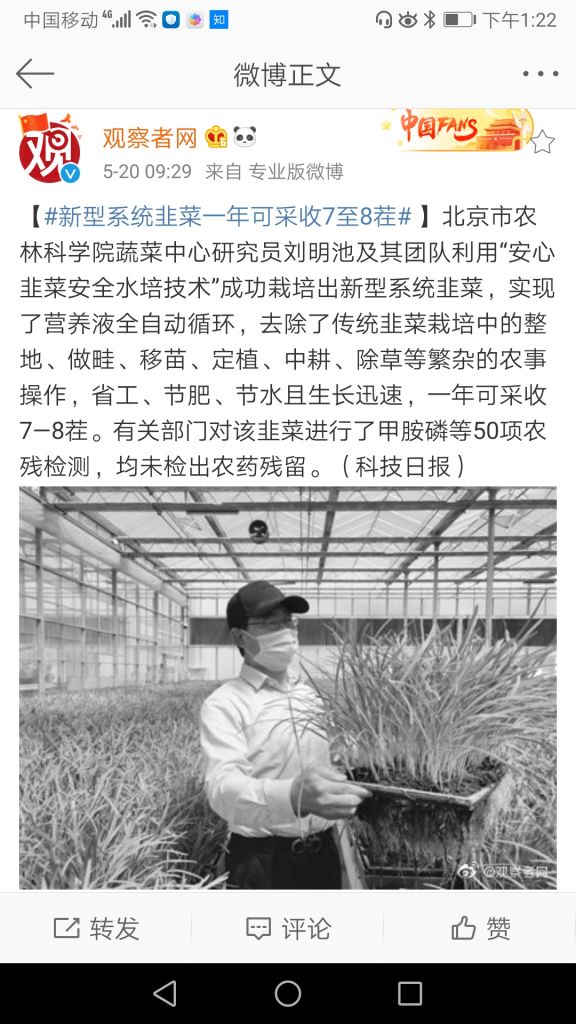 中国移动 4G 知 下午1:22
微博正文
观 观察者网 中国FANS
5-20 09:29 来自 专业版微博
【#新型系统韭菜一年可采收7至8茬# 】北京市农
林科学院蔬菜中心研究员刘明池及其团队利用“安心
韭菜安全水培技术”成功栽培出新型系统韭菜，实现
了营养液全自动循环，去除了传统韭菜栽培中的整
地、做畦、移苗、定植、中耕、除草等繁杂的农事
操作，省工、节肥、节水且生长迅速，一年可采收
7—8茬。有关部门对该韭菜进行了甲胺磷等50项农
残检测，均未检出农药残留。（科技日报）
@观察者网
转发 评论 赞